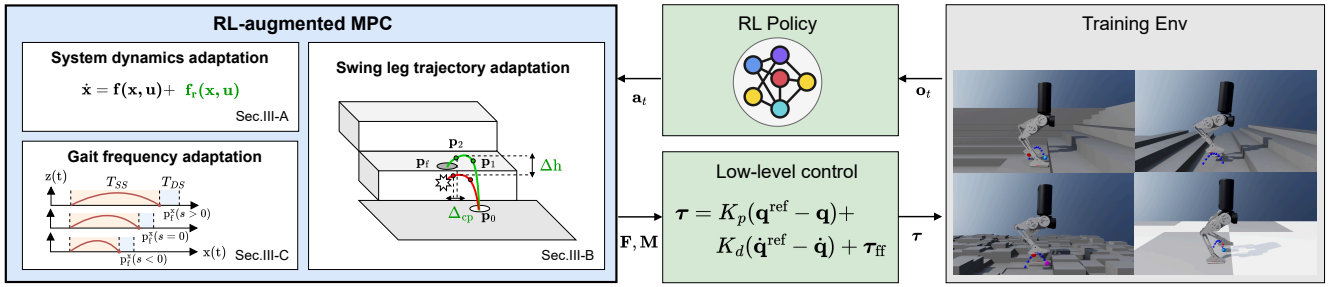 RL-augmented MPC
System dynamics adaptation
ẋ = f(x, u)+ f_r(x, u)
Sec.III-A
Gait frequency adaptation
z(t)
T_SS
T_DS
p_f^x(s > 0)
p_f^x(s = 0)
p_f^x(s < 0)
x(t)
Sec.III-C
Swing leg trajectory adaptation
p_2
p_f
p_1
Δh
Δ_cp
p_0
Sec.III-B
a_t
F, M
RL Policy
Low-level control
τ = K_p(q^ref − q)+
K_d(q̇^ref − q̇) + τ_ff
o_t
τ
Training Env